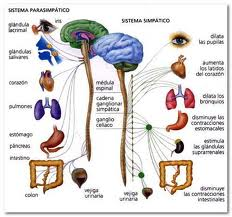 SISTEMA PARASIMPÁTICO
SISTEMA SIMPÁTICO
glándula
lacrimal
iris
glándulas
salivares
corazón
pulmones
estómago
páncreas
intestino
colon
vejiga
urinaria
médula
espinal
cadena
ganglionar
simpática
ganglio
celíaco
dilata
las pupilas
aumenta
los latidos
del corazón
dilata los
bronquios
disminuye las
contracciones
estomacales
estimula las
glándulas
suprarrenales
vejiga
urinaria
disminuye
las contracciones
intestinales